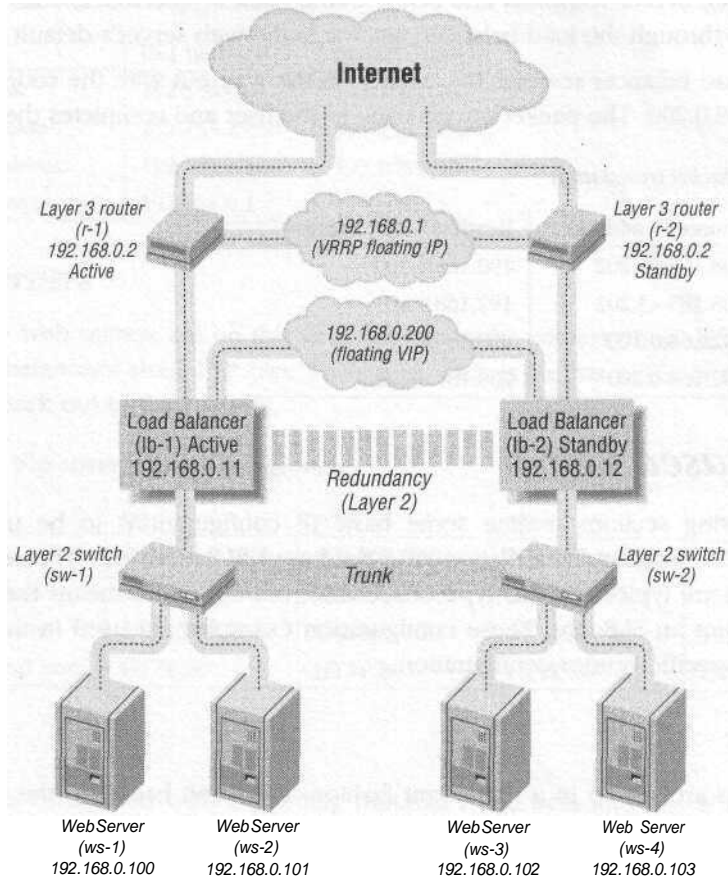 Internet
Layer 3 router
(r-1)
192.168.0.2
Active
192.168.0.1
(VRRP floating IP)
Layer 3 router
(r-2)
192.168.0.2
Standby
192.168.0.200
(floating VIP)
Load Balancer
(lb-1) Active
192.168.0.11
Redundancy
(Layer 2)
Load Balancer
(lb-2) Standby
192.168.0.12
Layer 2 switch
(sw-1)
Trunk
Layer 2 switch
(sw-2)
WebServer
(ws-1)
192.168.0.100
WebServer
(ws-2)
192.168.0.101
WebServer
(ws-3)
192.168.0.102
Web Server
(ws-4)
192.168.0.103